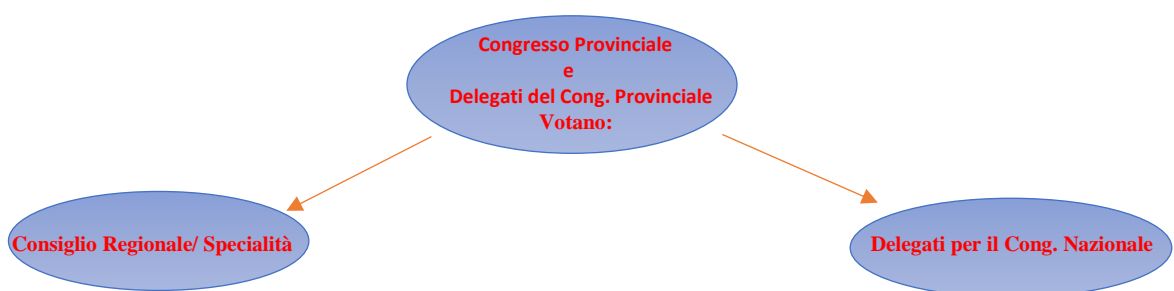 Congresso Provinciale
e
Delegati del Cong. Provinciale
Votano:
Consiglio Regionale/ Specialità
Delegati per il Cong. Nazionale